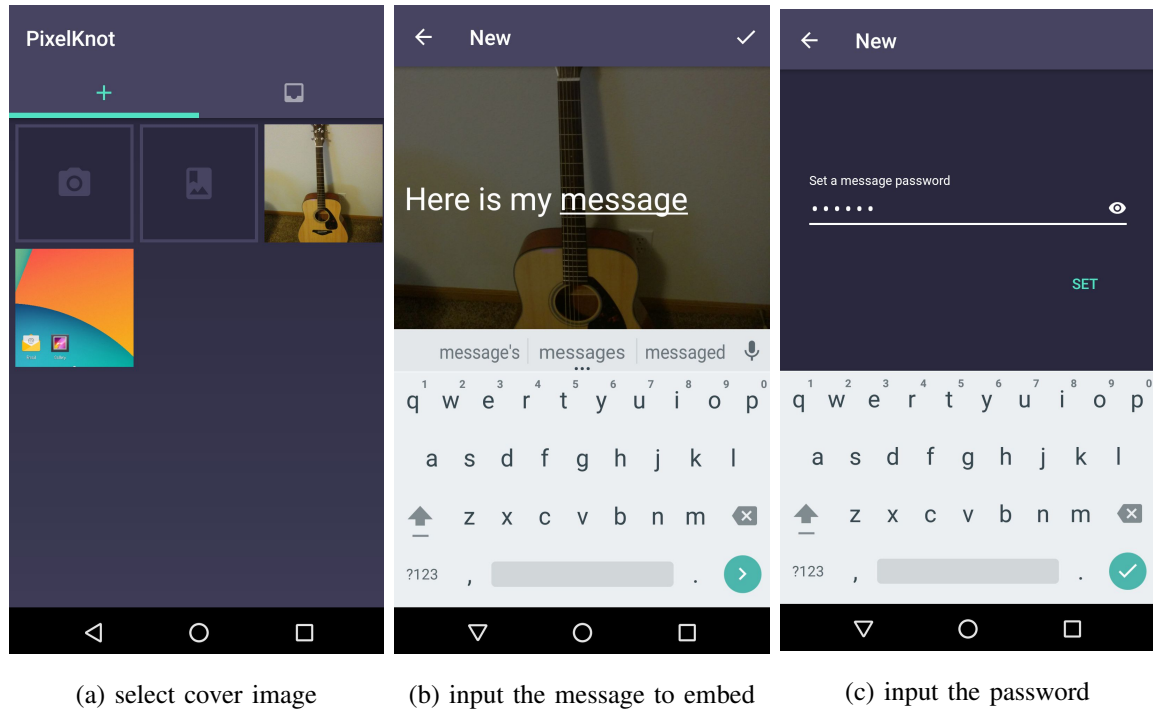 PixelKnot
New
Here is my message
message's messages messaged
1 2 3 4 5 6 7 8 9 0
q w e r t y u i o p
a s d f g h j k l
z x c v b n m
?123 , .
New
Set a message password
••••••
SET
1 2 3 4 5 6 7 8 9 0
q w e r t y u i o p
a s d f g h j k l
z x c v b n m
?123 , .
(a) select cover image
(b) input the message to embed
(c) input the password